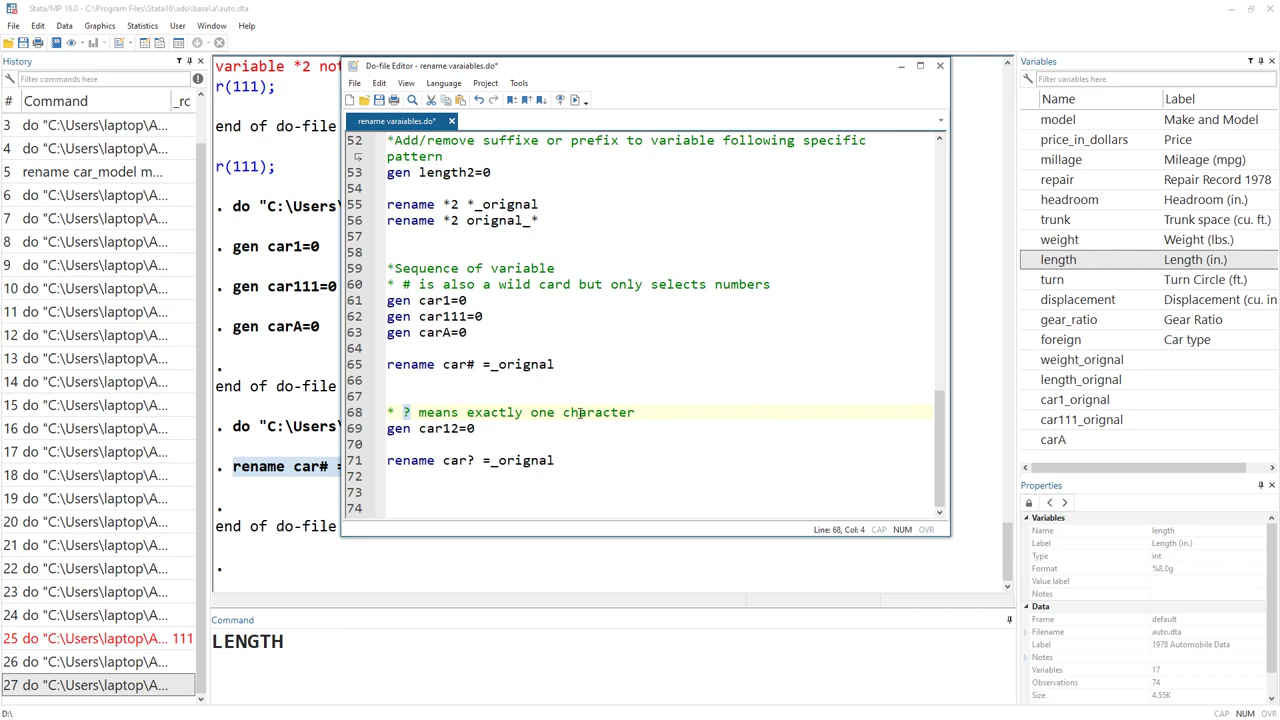 Stata/MP 16.0 - C:\Program Files\Stata16\ado\base\a\auto.dta
File Edit Data Graphics Statistics User Window Help
History
Filter commands here
# Command _rc
3 do "C:\Users\laptop\A...
4 do "C:\Users\laptop\A...
5 rename car_model m...
6 do "C:\Users\laptop\A...
7 do "C:\Users\laptop\A...
8 do "C:\Users\laptop\A...
9 do "C:\Users\laptop\A...
10 do "C:\Users\laptop\A...
11 do "C:\Users\laptop\A...
12 do "C:\Users\laptop\A...
13 do "C:\Users\laptop\A...
14 do "C:\Users\laptop\A...
15 do "C:\Users\laptop\A...
16 do "C:\Users\laptop\A...
17 do "C:\Users\laptop\A...
18 do "C:\Users\laptop\A...
19 do "C:\Users\laptop\A...
20 do "C:\Users\laptop\A...
21 do "C:\Users\laptop\A...
22 do "C:\Users\laptop\A...
23 do "C:\Users\laptop\A...
24 do "C:\Users\laptop\A...
25 do "C:\Users\laptop\A... 111
26 do "C:\Users\laptop\A...
27 do "C:\Users\laptop\A...
variable *2 not
r(111);
end of do-file
r(111);
. do "C:\Users\
. gen car1=0
. gen car111=0
. gen carA=0
.
end of do-file
. do "C:\Users\
. rename car# =
.
end of do-file
.
Do-file Editor - rename varaiables.do*
File Edit View Language Project Tools
rename varaiables.do*
52 *Add/remove suffixe or prefix to variable following specific
pattern
53 gen length2=0
54
55 rename *2 *_orignal
56 rename *2 orignal_*
57
58
59 *Sequence of variable
60 * # is also a wild card but only selects numbers
61 gen car1=0
62 gen car111=0
63 gen carA=0
64
65 rename car# =_orignal
66
67
68 * ? means exactly one character
69 gen car12=0
70
71 rename car? =_orignal
72
73
74
Line: 68, Col: 4 CAP NUM OVR
Command
LENGTH
Variables
Filter variables here
Name Label
model Make and Model
price_in_dollars Price
millage Mileage (mpg)
repair Repair Record 1978
headroom Headroom (in.)
trunk Trunk space (cu. ft.)
weight Weight (lbs.)
length Length (in.)
turn Turn Circle (ft.)
displacement Displacement (cu. in
gear_ratio Gear Ratio
foreign Car type
weight_orignal
length_orignal
car1_orignal
car111_orignal
carA
Properties
Variables
Name length
Label Length (in.)
Type int
Format %8.0g
Value label
Notes
Data
Frame default
Filename auto.dta
Label 1978 Automobile Data
Notes
Variables 17
Observations 74
Size 4.55K
D:\
CAP NUM OVR